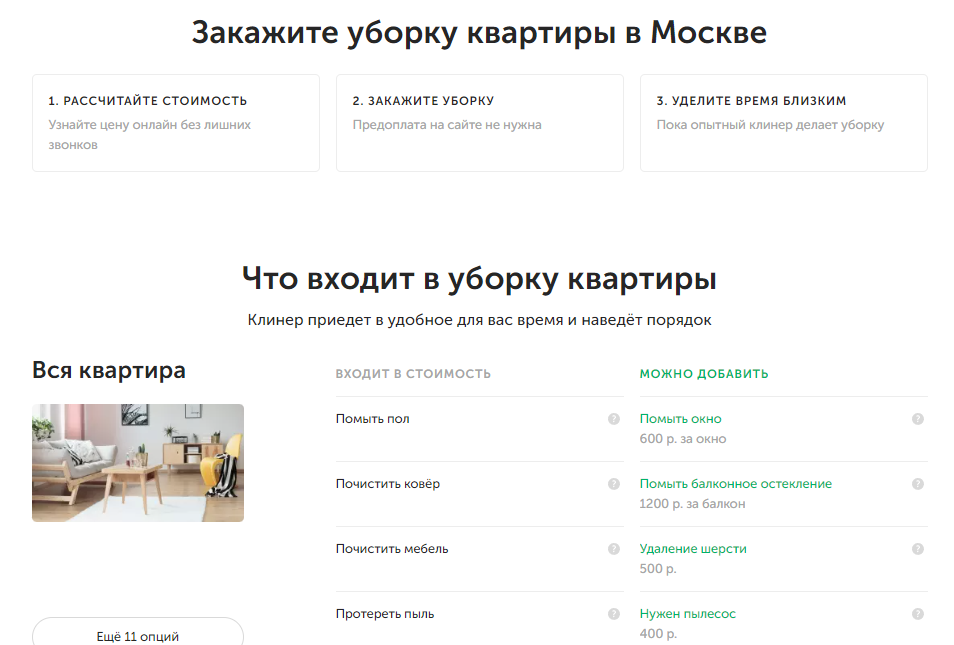 Закажите уборку квартиры в Москве
1. РАССЧИТАЙТЕ СТОИМОСТЬ
Узнайте цену онлайн без лишних
звонков
2. ЗАКАЖИТЕ УБОРКУ
Предоплата на сайте не нужна
3. УДЕЛИТЕ ВРЕМЯ БЛИЗКИМ
Пока опытный клинер делает уборку
Что входит в уборку квартиры
Клинер приедет в удобное для вас время и наведёт порядок
Вся квартира
Ещё 11 опций
ВХОДИТ В СТОИМОСТЬ
Помыть пол
?
Почистить ковёр
?
Почистить мебель
?
Протереть пыль
?
МОЖНО ДОБАВИТЬ
Помыть окно
?
600 р. за окно
Помыть балконное остекление
?
1200 р. за балкон
Удаление шерсти
?
500 р.
Нужен пылесос
?
400 р.